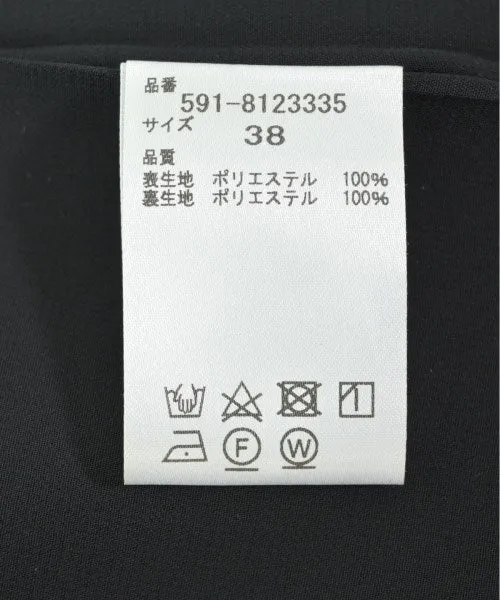 品番
591-8123335
サイズ
38
品質
表生地 ポリエステル 100%
裏生地 ポリエステル 100%
F W